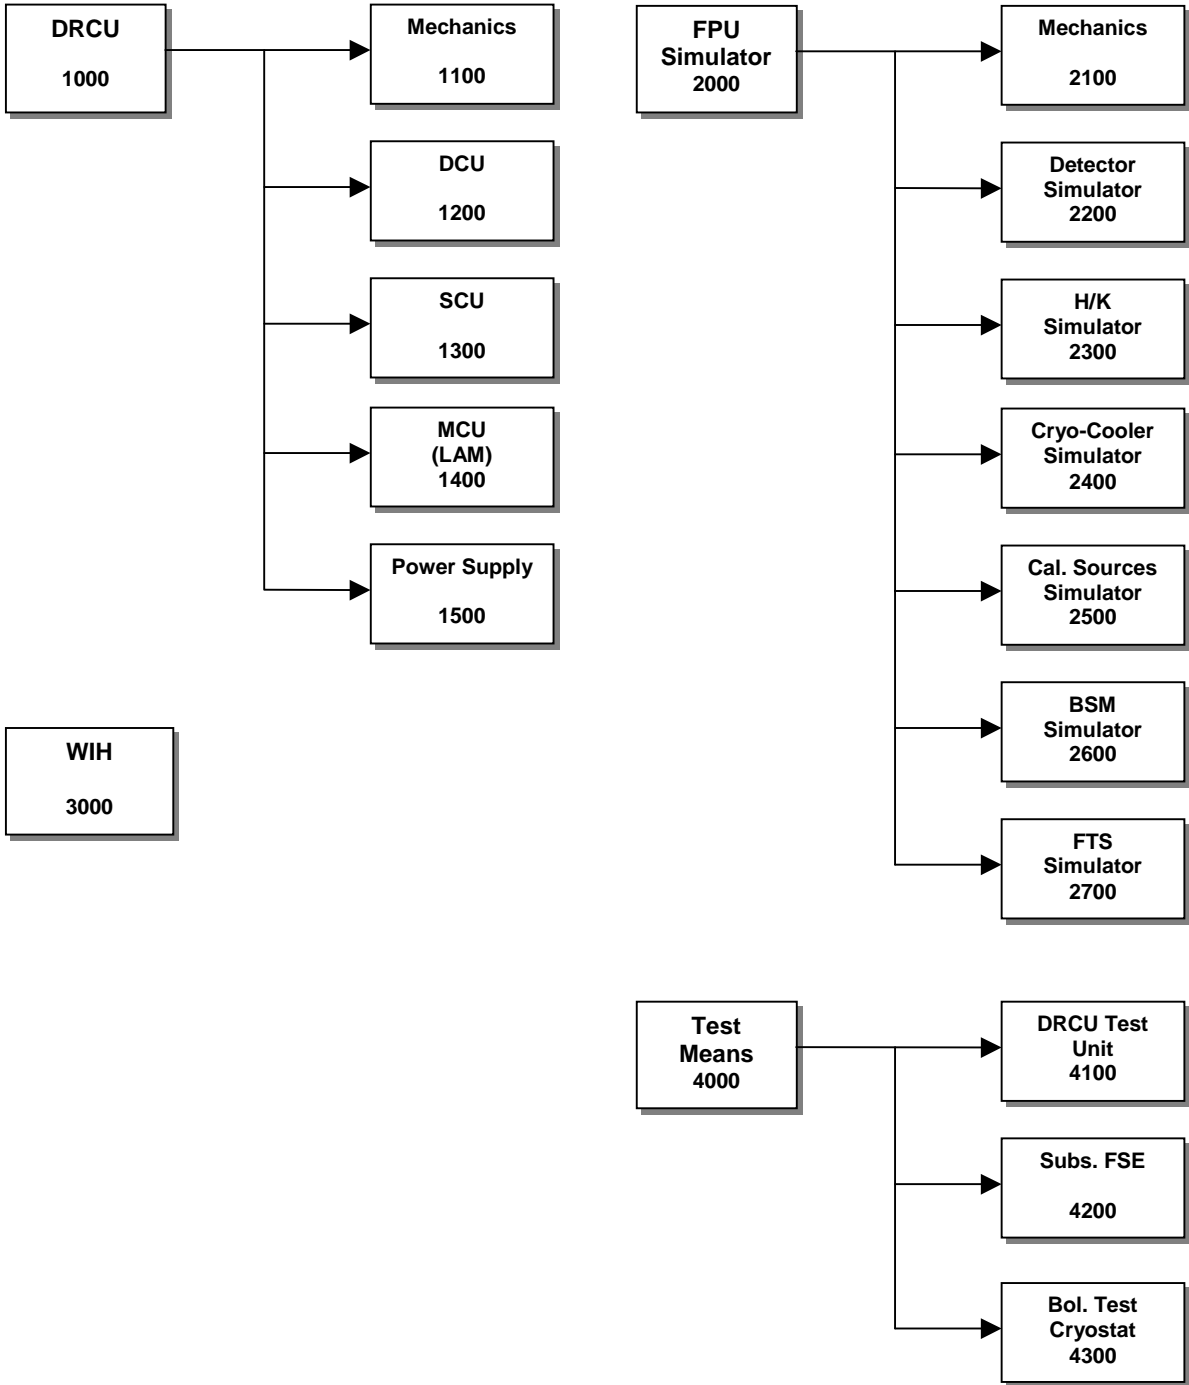 DRCU
1000
Mechanics
1100
DCU
1200
SCU
1300
MCU
(LAM)
1400
Power Supply
1500
WIH
3000
FPU
Simulator
2000
Mechanics
2100
Detector
Simulator
2200
H/K
Simulator
2300
Cryo-Cooler
Simulator
2400
Cal. Sources
Simulator
2500
BSM
Simulator
2600
FTS
Simulator
2700
Test
Means
4000
DRCU Test
Unit
4100
Subs. FSE
4200
Bol. Test
Cryostat
4300